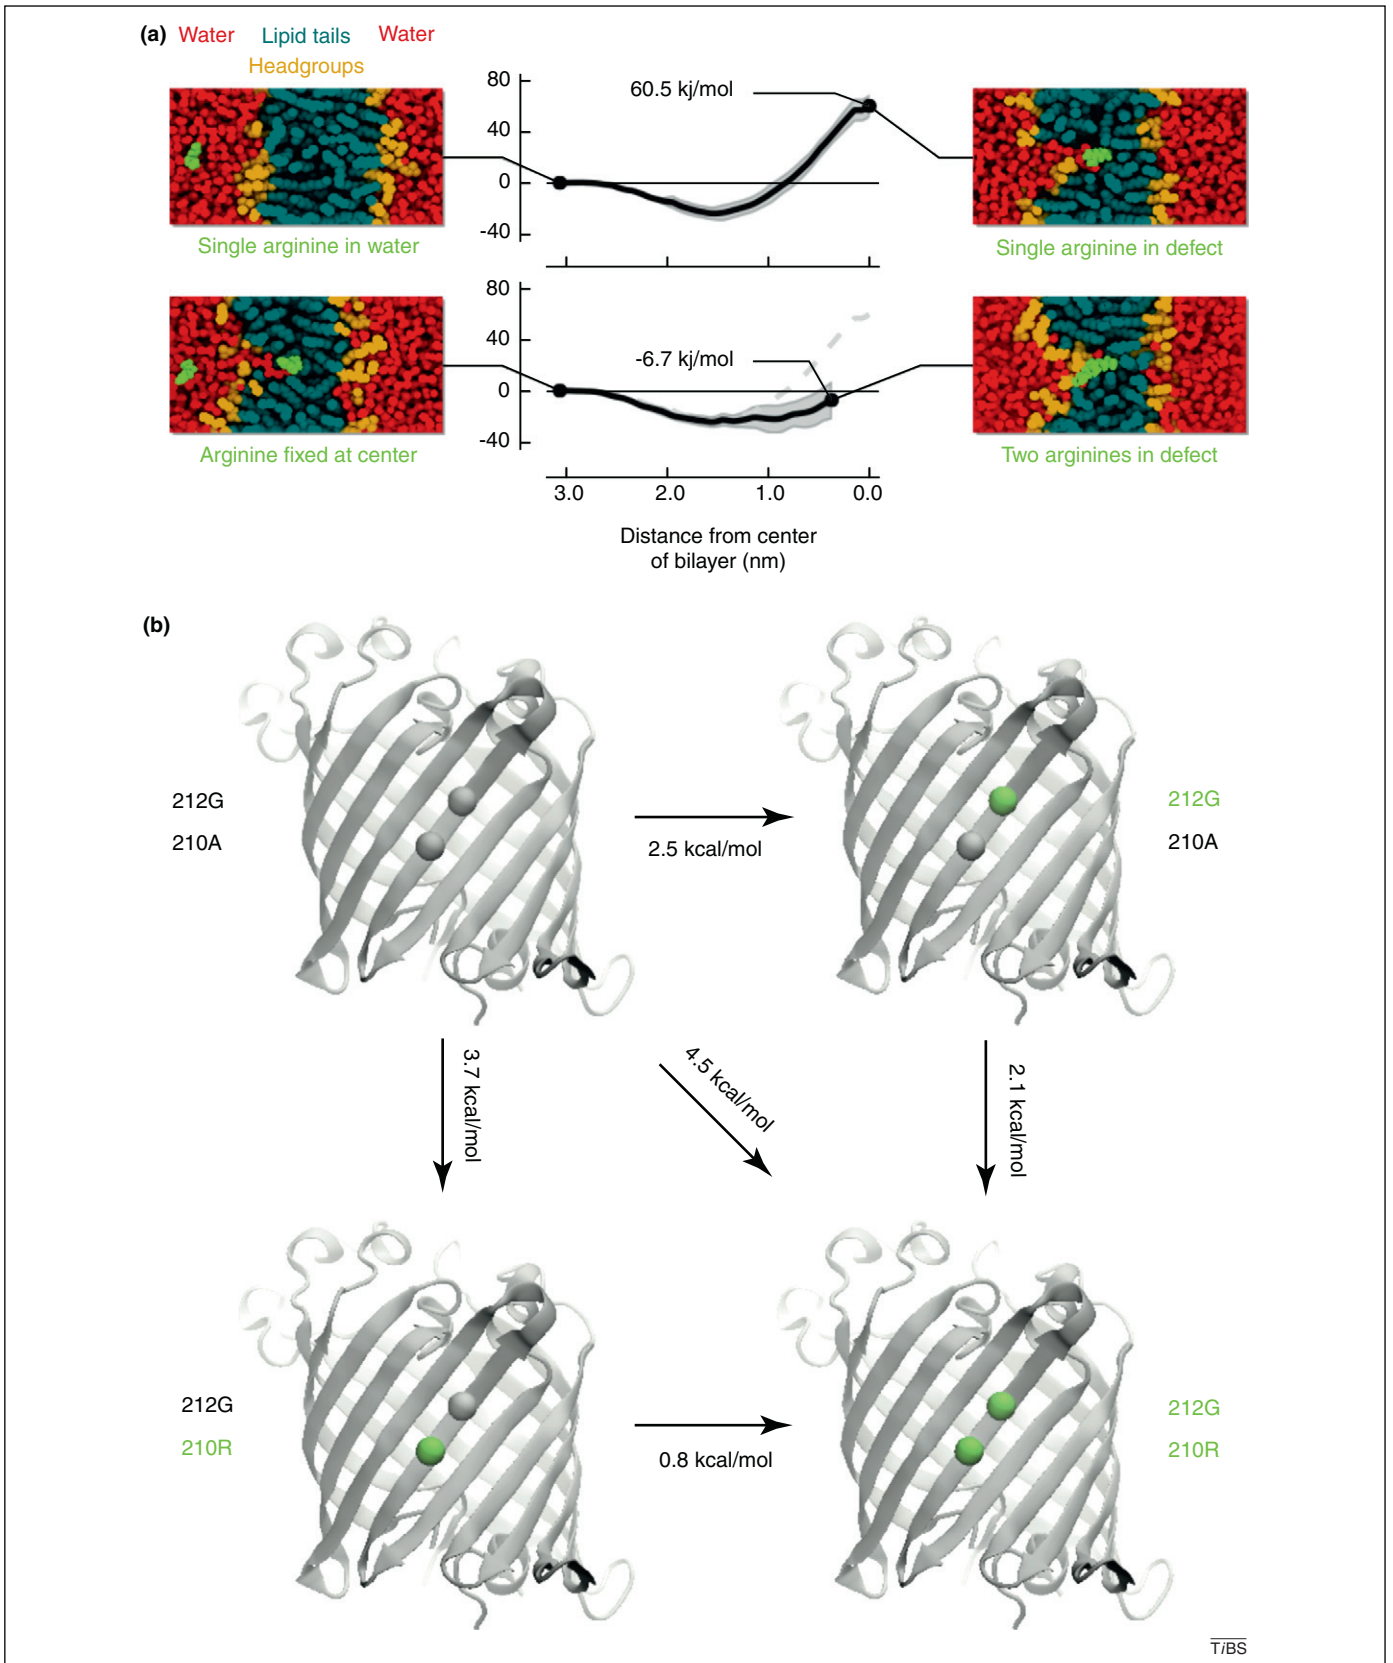 (a) Water Lipid tails Water
Headgroups
80
60.5 kj/mol
40
0
-40
Single arginine in water
Single arginine in defect
80
40
-6.7 kj/mol
0
-40
Arginine fixed at center
Two arginines in defect
3.0 2.0 1.0 0.0
Distance from center
of bilayer (nm)
(b)
212G
210A
2.5 kcal/mol
212G
210A
3.7 kcal/mol
4.5 kcal/mol
2.1 kcal/mol
212G
210R
0.8 kcal/mol
212G
210R
TiBS